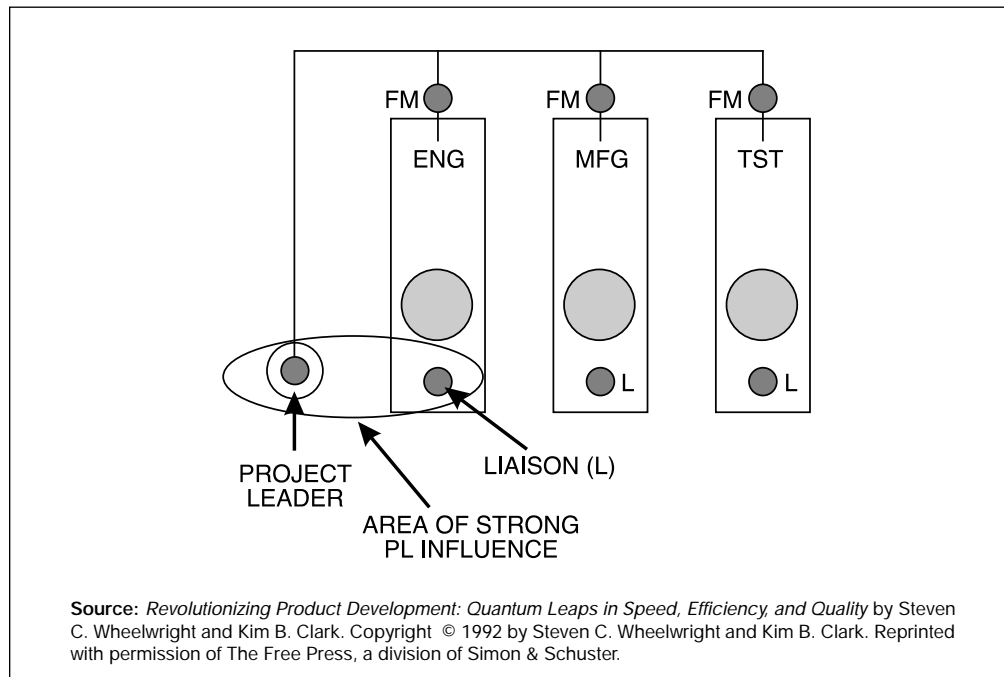 FM FM FM
ENG MFG TST
L L
LIAISON (L)
PROJECT
LEADER
AREA OF STRONG
PL INFLUENCE
Source: Revolutionizing Product Development: Quantum Leaps in Speed, Efficiency, and Quality by Steven
C. Wheelwright and Kim B. Clark. Copyright © 1992 by Steven C. Wheelwright and Kim B. Clark. Reprinted
with permission of The Free Press, a division of Simon & Schuster.